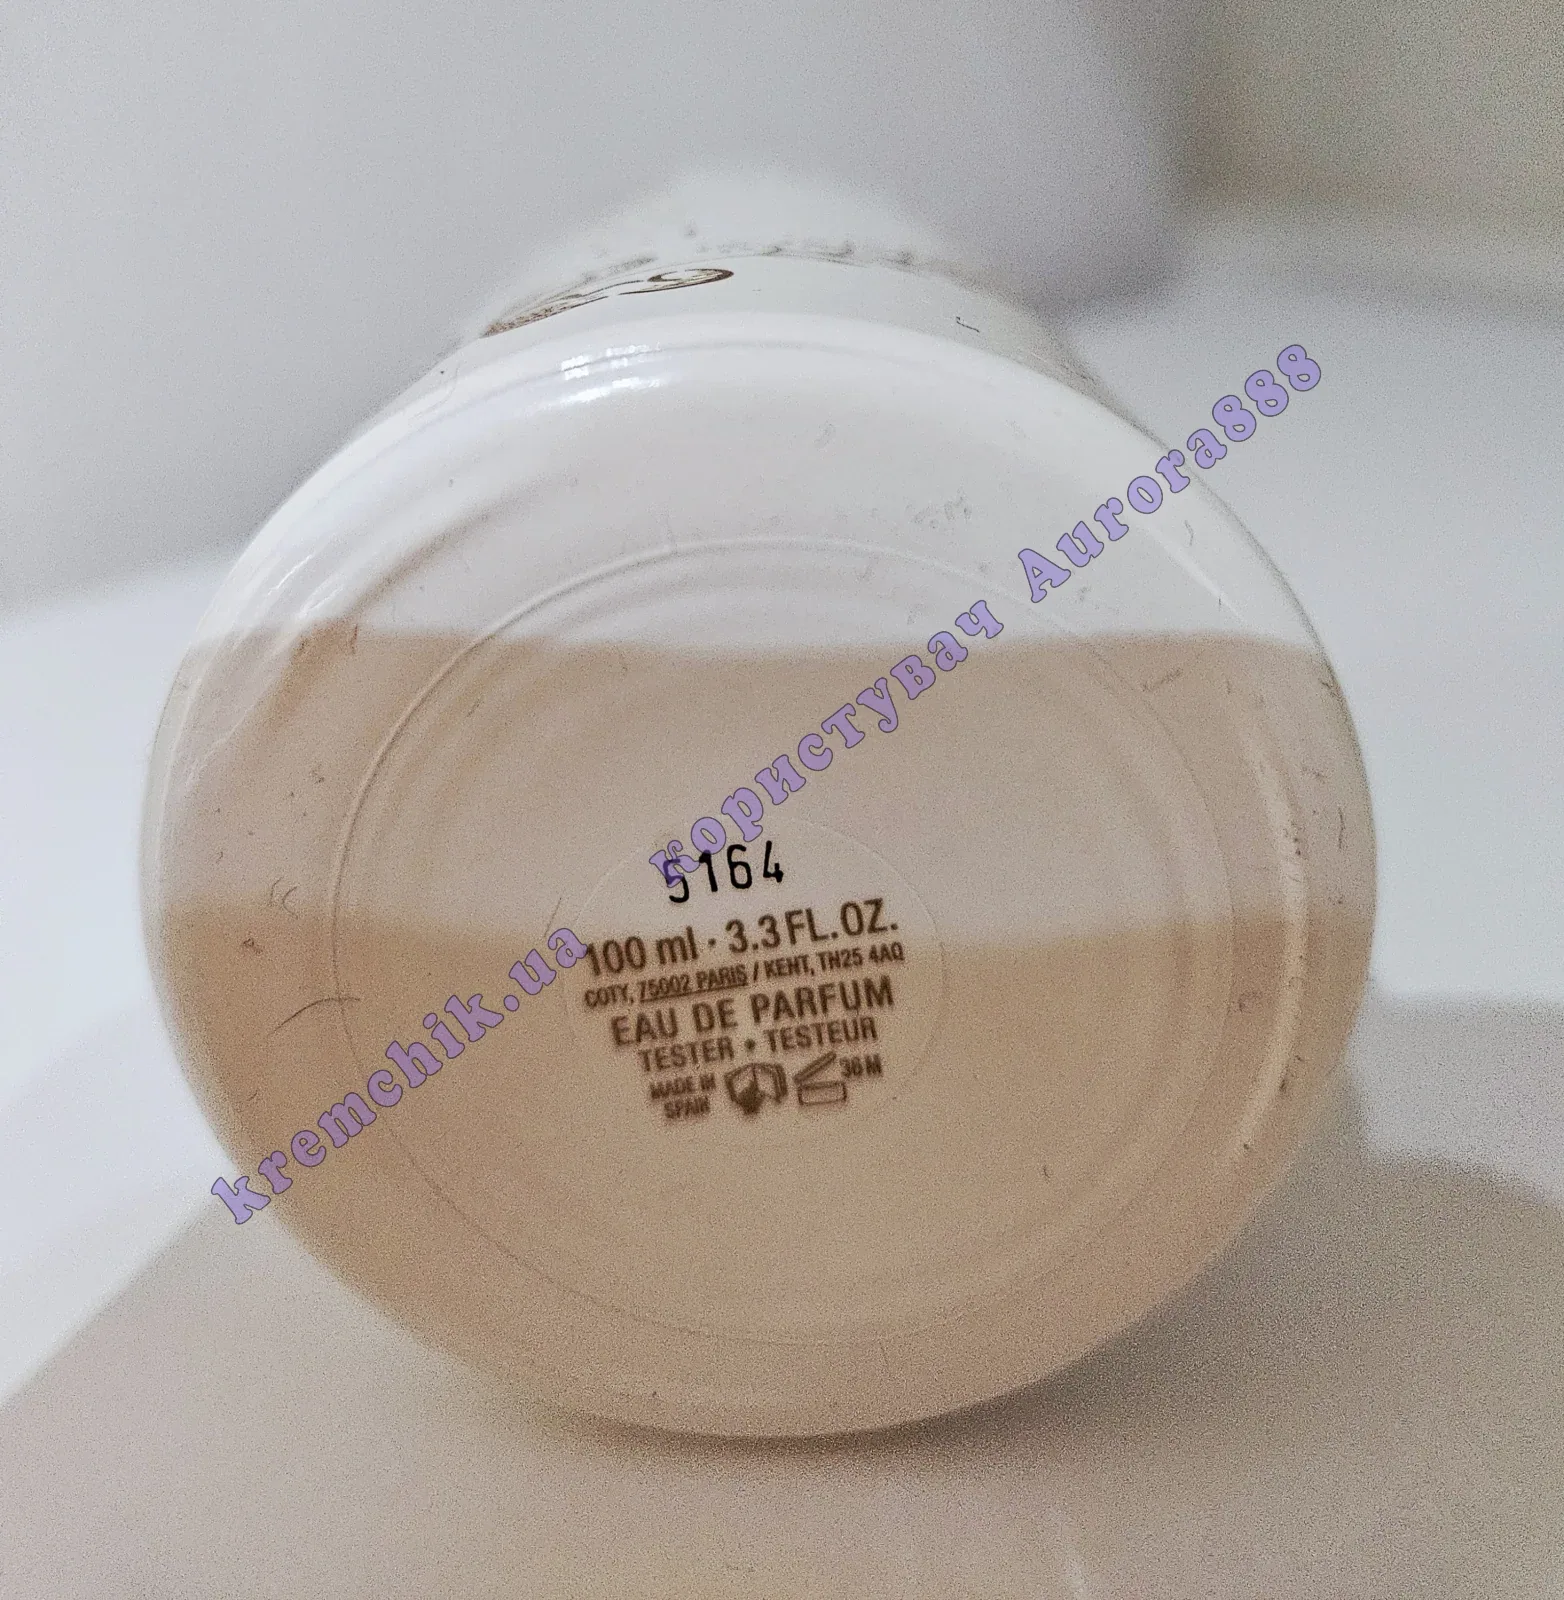 kremchik.ua користувач Aurora888
5164
100 ml · 3.3 FL.OZ.
COTY, 75002 PARIS / KENT, TN25 4AQ
EAU DE PARFUM
TESTER • TESTEUR
MADE IN
SPAIN
36 M